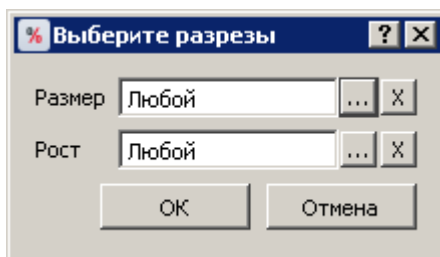 % Выберите разрезы ? X
Размер Любой ... X
Рост Любой ... X
ОК Отмена